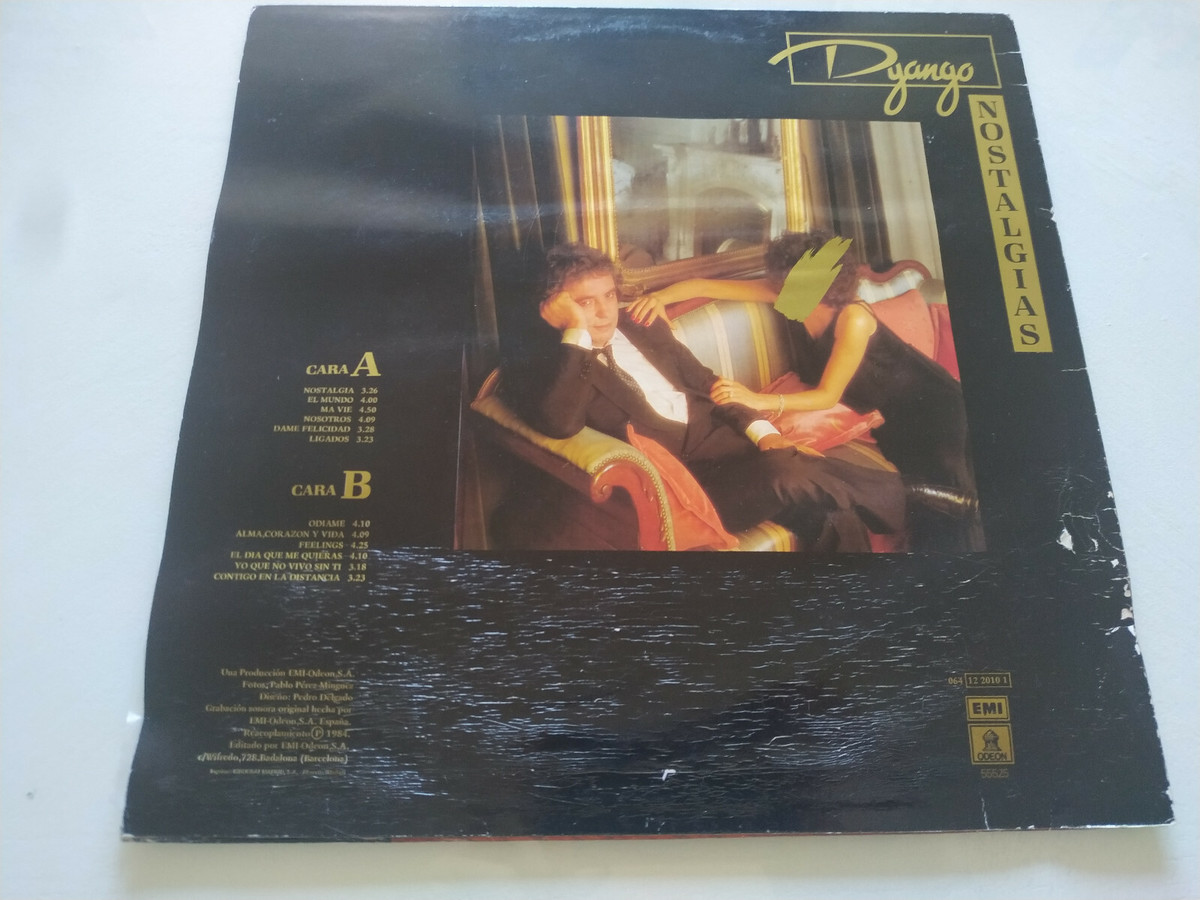 Dyango
NOSTALGIAS
CARA A
NOSTALGIA 3.26
EL MUNDO 4.00
MA VIE 4.50
NOSOTROS 4.09
DAME FELICIDAD 3.28
LIGADOS 3.23
CARA B
ODIAME 4.10
ALMA,CORAZON Y VIDA 4.09
FEELINGS 4.25
EL DIA QUE ME QUIERAS 4.10
YO QUE NO VIVO SIN TI 3.18
CONTIGO EN LA DISTANCIA 3.23
Una Producción EMI-Odeon S.A.
Fotos, Pablo Pérez-Mínguez
Diseño: Pedro Delgado
Grabación sonora original hecha por
EMI-Odeon, S.A. España.
Reacoplamiento Ⓟ 1984.
Editado por EMI-Odeon S.A.
c/Wifredo, 728. Badalona (Barcelona)
064 12 2010 1
EMI
ODEON
55525